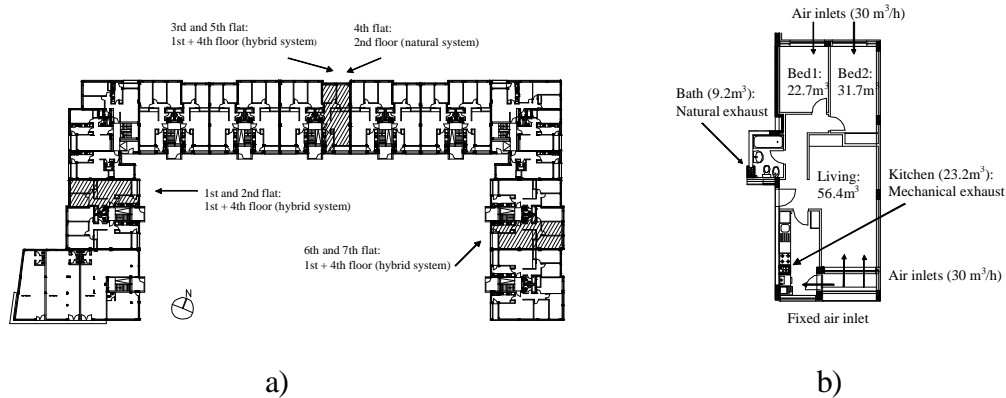 3rd and 5th flat:
1st + 4th floor (hybrid system)
4th flat:
2nd floor (natural system)
1st and 2nd flat:
1st + 4th floor (hybrid system)
6th and 7th flat:
1st + 4th floor (hybrid system)
N
a)
Air inlets (30 m³/h)
Bed1:
22.7m³
Bed2:
31.7m³
Bath (9.2m³):
Natural exhaust
Living:
56.4m³
Kitchen (23.2m³):
Mechanical exhaust
Air inlets (30 m³/h)
Fixed air inlet
b)